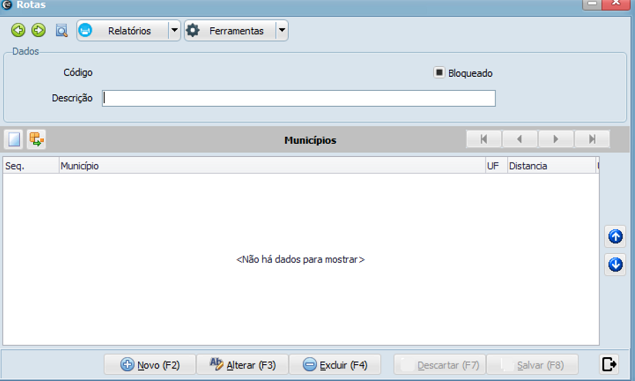 Rotas
Relatórios Ferramentas
Dados
Código Bloqueado
Descrição
Municípios
Seq. Município UF Distancia
<Não há dados para mostrar>
Novo (F2) Alterar (F3) Excluir (F4) Descartar (F7) Salvar (F8)